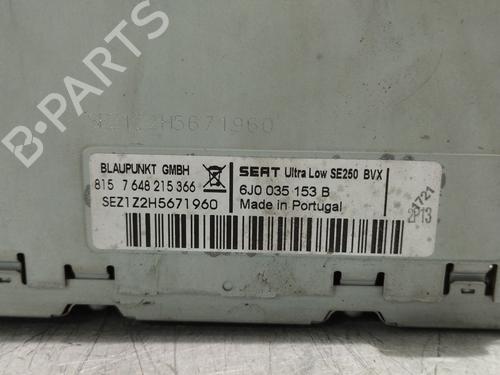 SEZ1Z2H5671960
BLAUPUNKT GMBH
815 7 648 215 366
SEZ1Z2H5671960
SEAT Ultra Low SE250 BVX
6J0 035 153 B
Made in Portugal
1721
2P13
B-PARTS